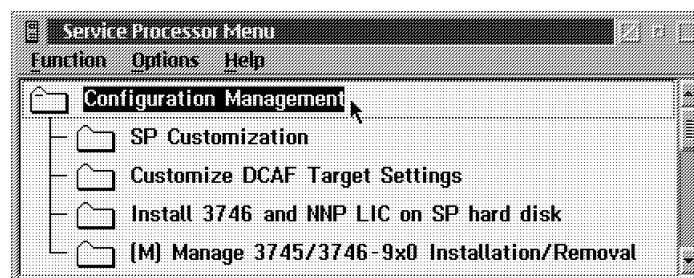 Service Processor Menu
Function Options Help
Configuration Management
SP Customization
Customize DCAF Target Settings
Install 3746 and NNP LIC on SP hard disk
(M) Manage 3745/3746-9x0 Installation/Removal